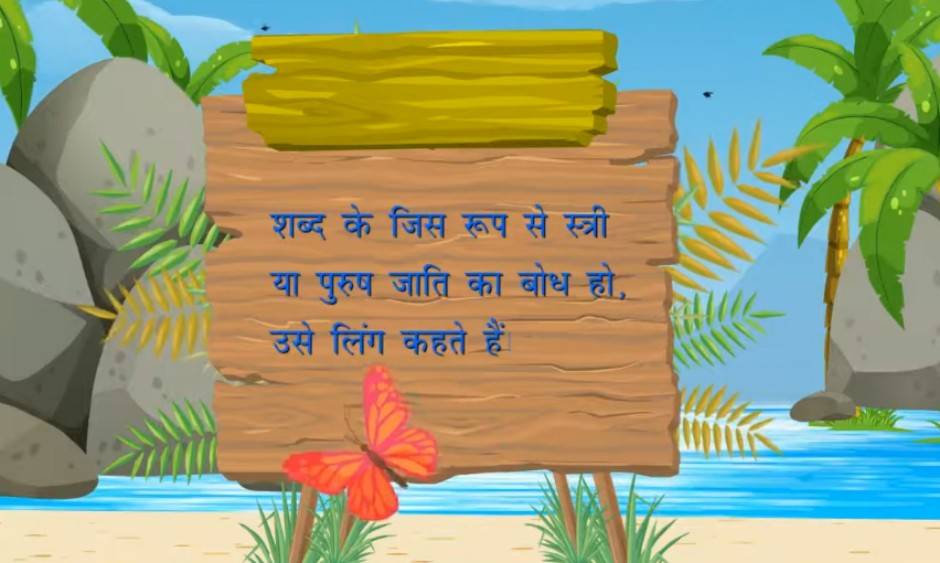 शब्द के जिस रूप से स्त्री
या पुरुष जाति का बोध हो,
उसे लिंग कहते हैं।